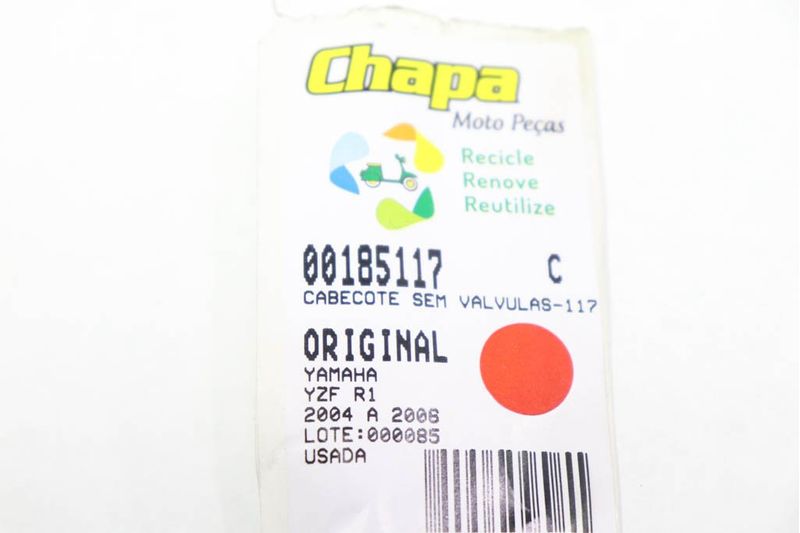 Chapa
Moto Peças
Recicle
Renove
Reutilize
00185117 C
CABECOTE SEM VALVULAS-117
ORIGINAL
YAMAHA
YZF R1
2004 A 2006
LOTE:000085
USADA